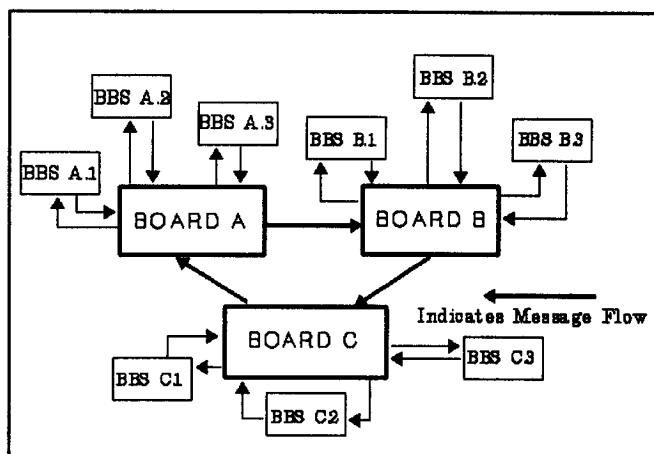 BBS A.2
BBS A.3
BBS A.1
BBS B.2
BBS B.1
BBS B.3
BOARD A
BOARD B
BOARD C
Indicates Message Flow
BBS C1
BBS C2
BBS C3